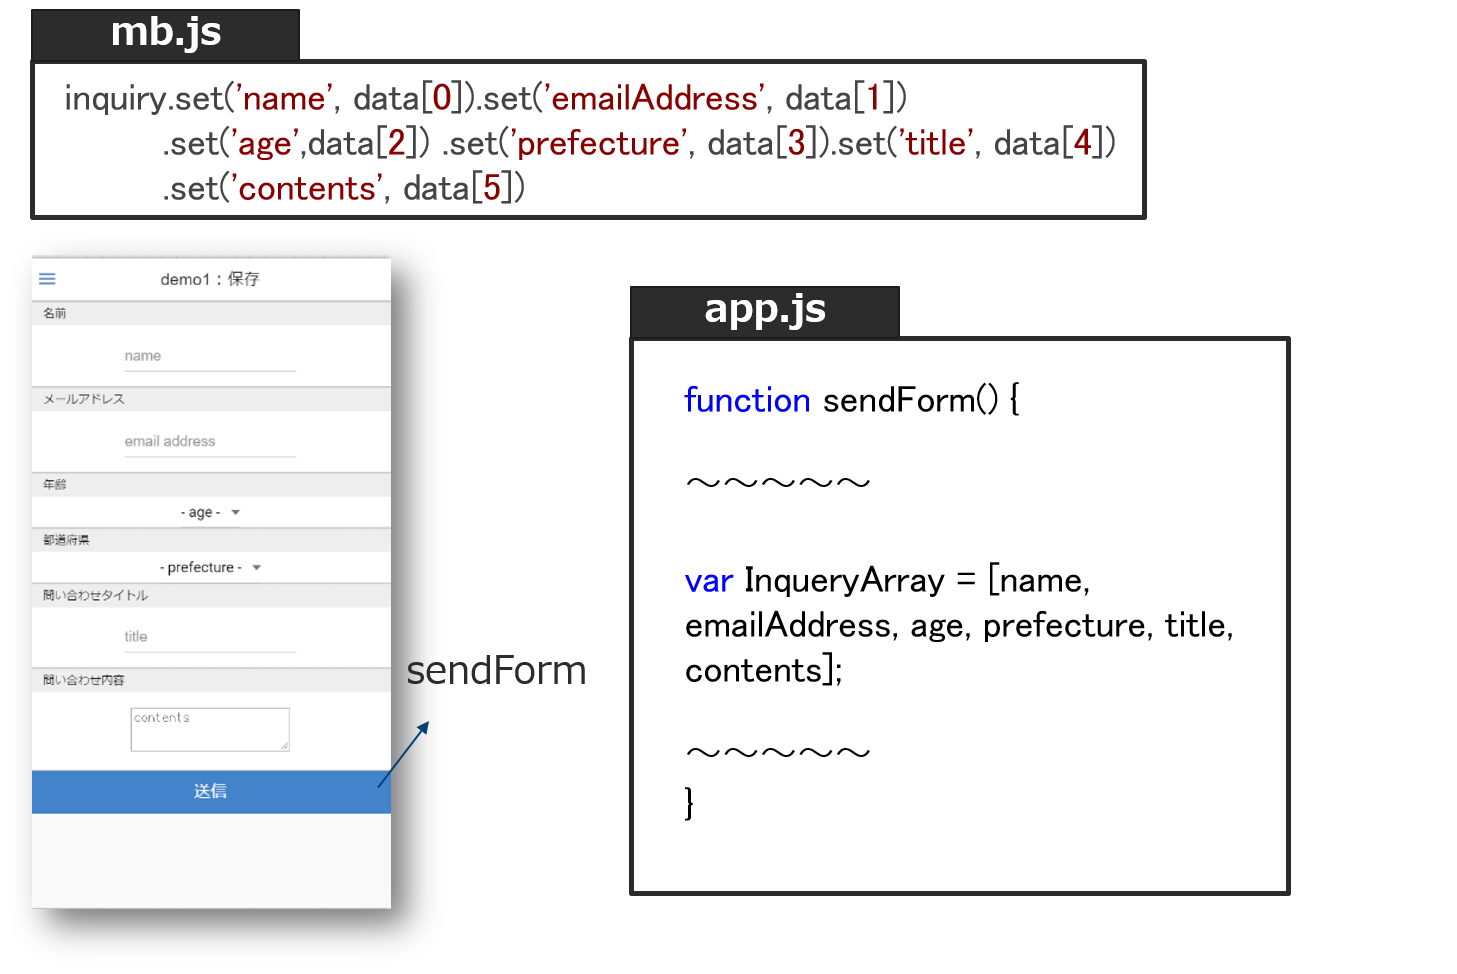 mb.js
inquiry.set('name', data[0]).set('emailAddress', data[1])
.set('age',data[2]) .set('prefecture', data[3]).set('title', data[4])
.set('contents', data[5])
demo1：保存
名前
name
メールアドレス
email address
年齢
- age -
都道府県
- prefecture -
問い合わせタイトル
title
問い合わせ内容
contents
送信
sendForm
app.js
function sendForm() {
～～～～～
var InqueryArray = [name,
emailAddress, age, prefecture, title,
contents];
～～～～～
}